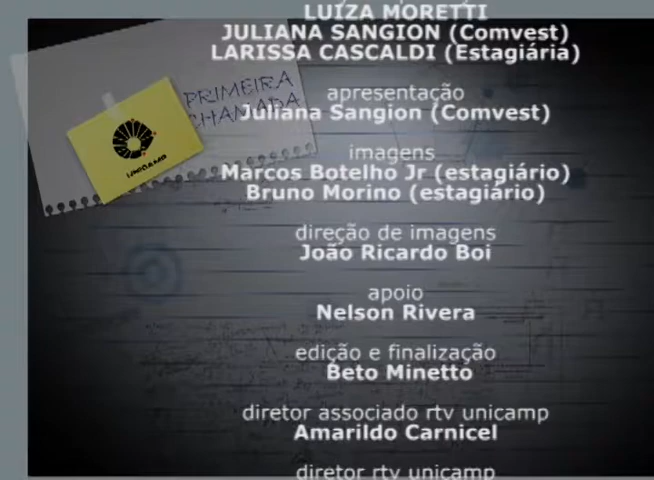 LUIZA MORETTI
JULIANA SANGION (Comvest)
LARISSA CASCALDI (Estagiária)
PRIMEIRA
CHAMADA
apresentação
Juliana Sangion (Comvest)
UNICAMP
imagens
Marcos Botelho Jr (estagiário)
Bruno Morino (estagiário)
direção de imagens
João Ricardo Boi
apoio
Nelson Rivera
edição e finalização
Beto Minetto
diretor associado rtv unicamp
Amarildo Carnicel
diretor rtv unicamp